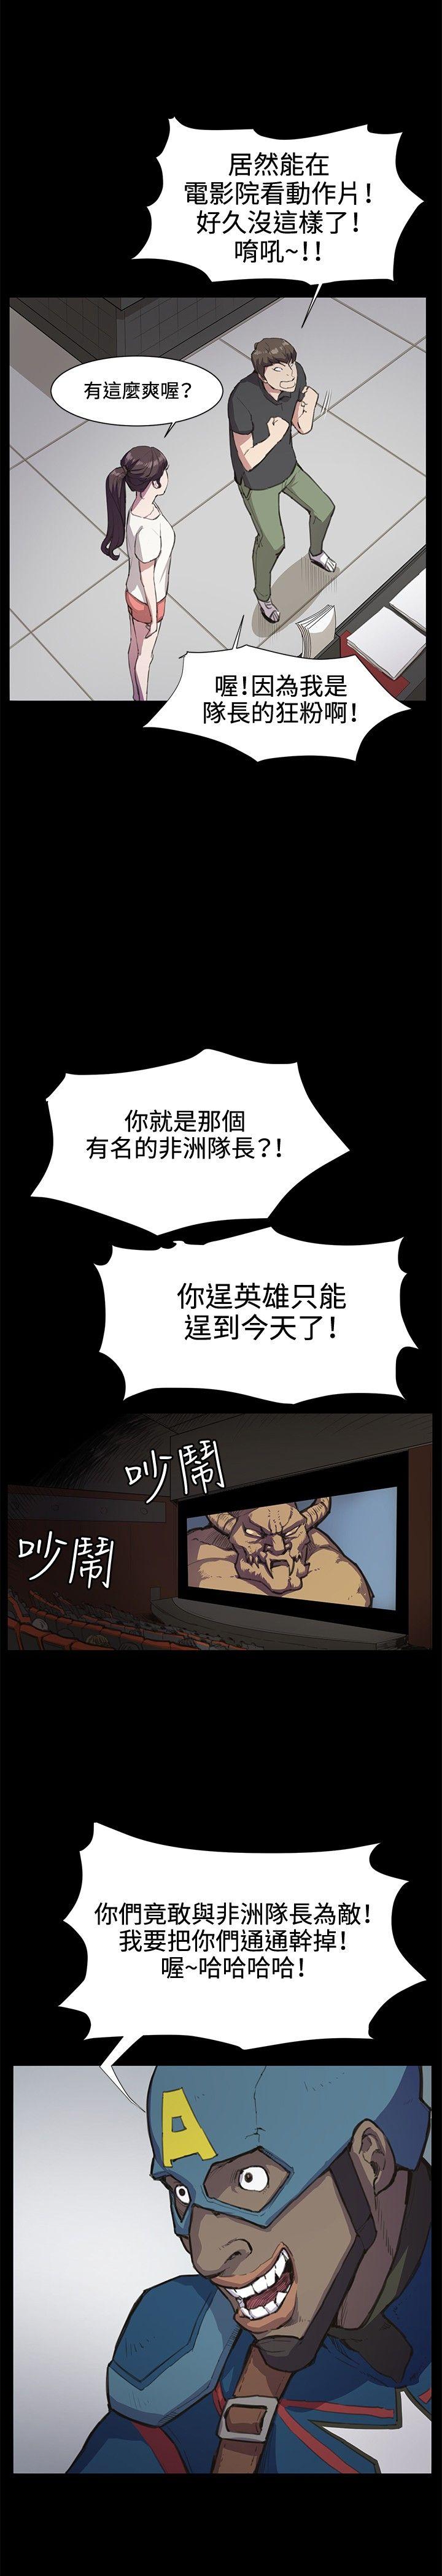 居然能在
電影院看動作片！
好久沒這樣了！
唷吼~！！
有這麼爽喔？
喔！因為我是
隊長的狂粉啊！
你就是那個
有名的非洲隊長？！
你逞英雄只能
逞到今天了！
吵鬧
吵鬧
你們竟敢與非洲隊長為敵！
我要把你們通通幹掉！
喔~哈哈哈哈！
A